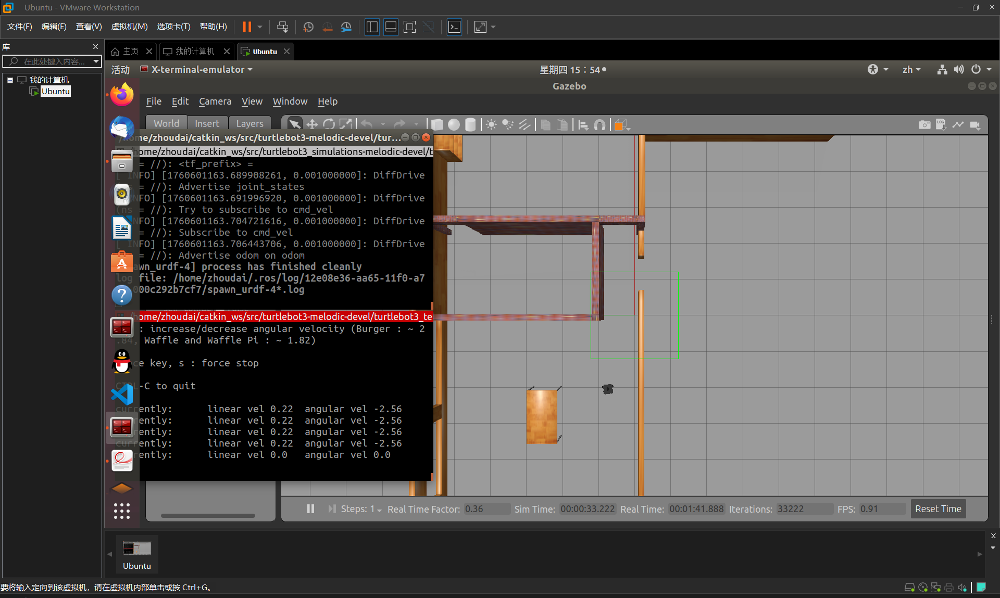 Ubuntu - VMware Workstation
文件(F) 编辑(E) 查看(V) 虚拟机(M) 选项卡(T) 帮助(H)
库
在此处键入内容...
我的计算机
Ubuntu
主页 我的计算机 Ubuntu
活动 X-terminal-emulator 星期四 15：54 zh
Gazebo
File Edit Camera View Window Help
World Insert Layers
/home/zhoudai/catkin_ws/src/turtlebot3-melodic-devel/tur...
/home/zhoudai/catkin_ws/src/turtlebot3_simulations-melodic-devel/t
= //): <tf_prefix> =
[ INFO] [1760601163.689908261, 0.001000000]: DiffDrive
= //): Advertise joint_states
INFO] [1760601163.691996920, 0.001000000]: DiffDrive
(ns = //): Try to subscribe to cmd_vel
INFO] [1760601163.704721616, 0.001000000]: DiffDrive
= //): Subscribe to cmd_vel
[ INFO] [1760601163.706443706, 0.001000000]: DiffDrive
= //): Advertise odom on odom
awn_urdf-4] process has finished cleanly
log file: /home/zhoudai/.ros/log/12e08e36-aa65-11f0-a7
000c292b7cf7/spawn_urdf-4*.log
/home/zhoudai/catkin_ws/src/turtlebot3-melodic-devel/turtlebot3_te
: increase/decrease angular velocity (Burger : ~ 2
.84, Waffle and Waffle Pi : ~ 1.82)
ce key, s : force stop
CTRL-C to quit
currently: linear vel 0.22 angular vel -2.56
currently: linear vel 0.22 angular vel -2.56
currently: linear vel 0.22 angular vel -2.56
currently: linear vel 0.22 angular vel -2.56
currently: linear vel 0.0 angular vel 0.0
Steps: 1 Real Time Factor: 0.36 Sim Time: 00:00:33.222 Real Time: 00:01:41.888 Iterations: 33222 FPS: 0.91 Reset Time
Ubuntu
要将输入定向到该虚拟机，请在虚拟机内部单击或按 Ctrl+G。